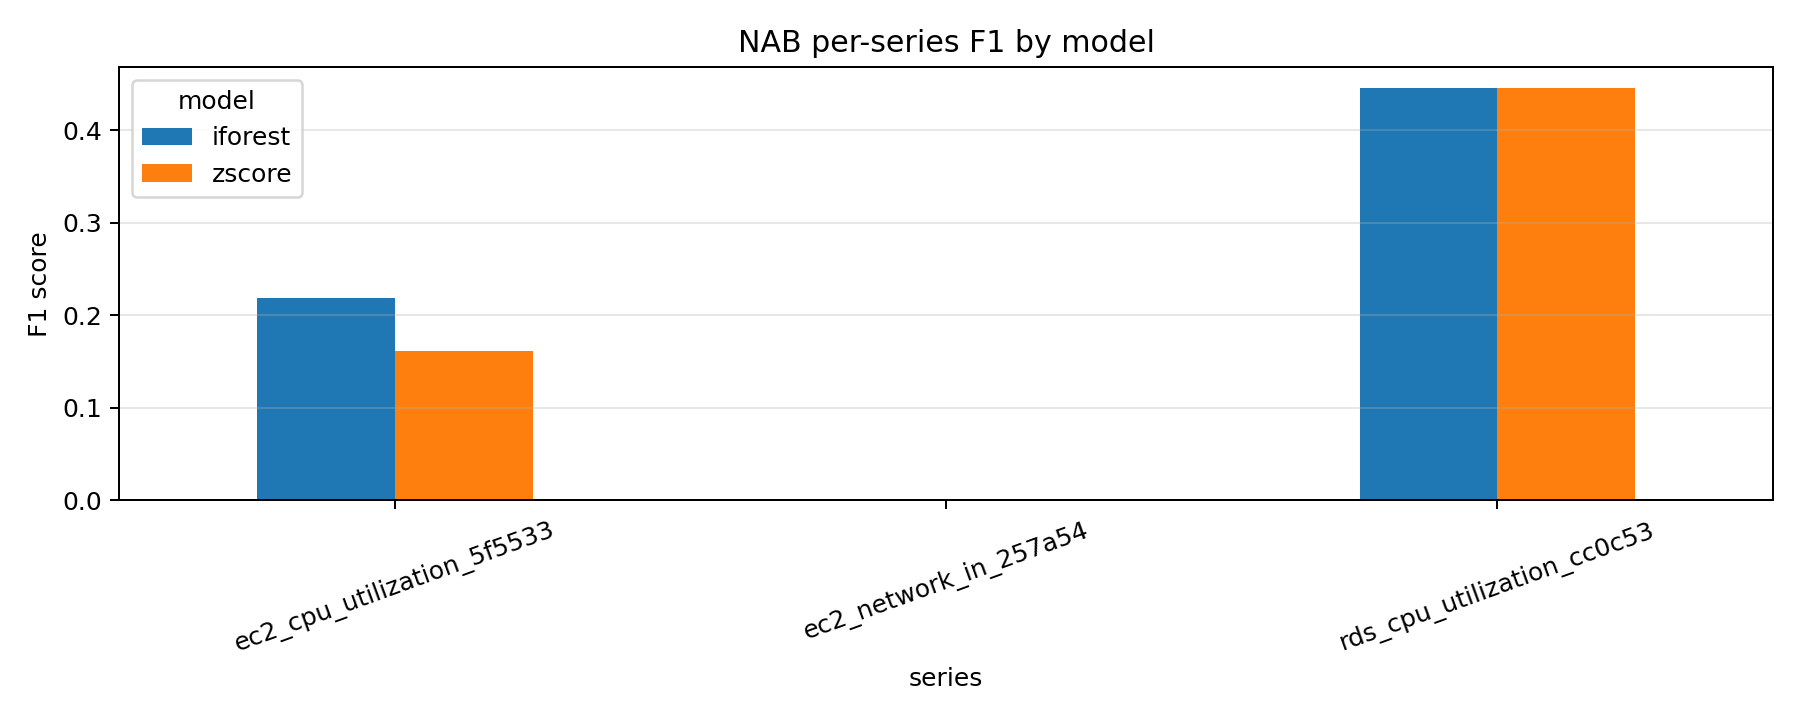 NAB per-series F1 by model
model
iforest
zscore
F1 score
0.4
0.3
0.2
0.1
0.0
ec2_cpu_utilization_5f5533
ec2_network_in_257a54
rds_cpu_utilization_cc0c53
series